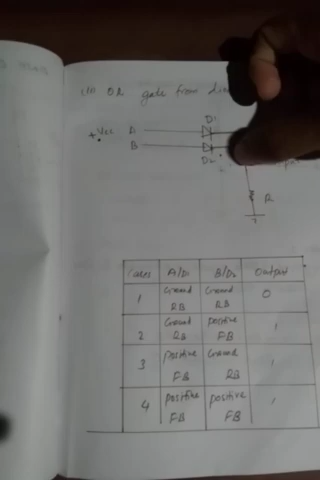 (ii) OR gate from
D1
+Vcc A
B
D2
R
Cases A/D1 B/D2 Output
1 Ground RB Ground RB 0
2 Ground RB positive FB 1
3 positive FB Ground RB 1
4 positive FB positive FB 1